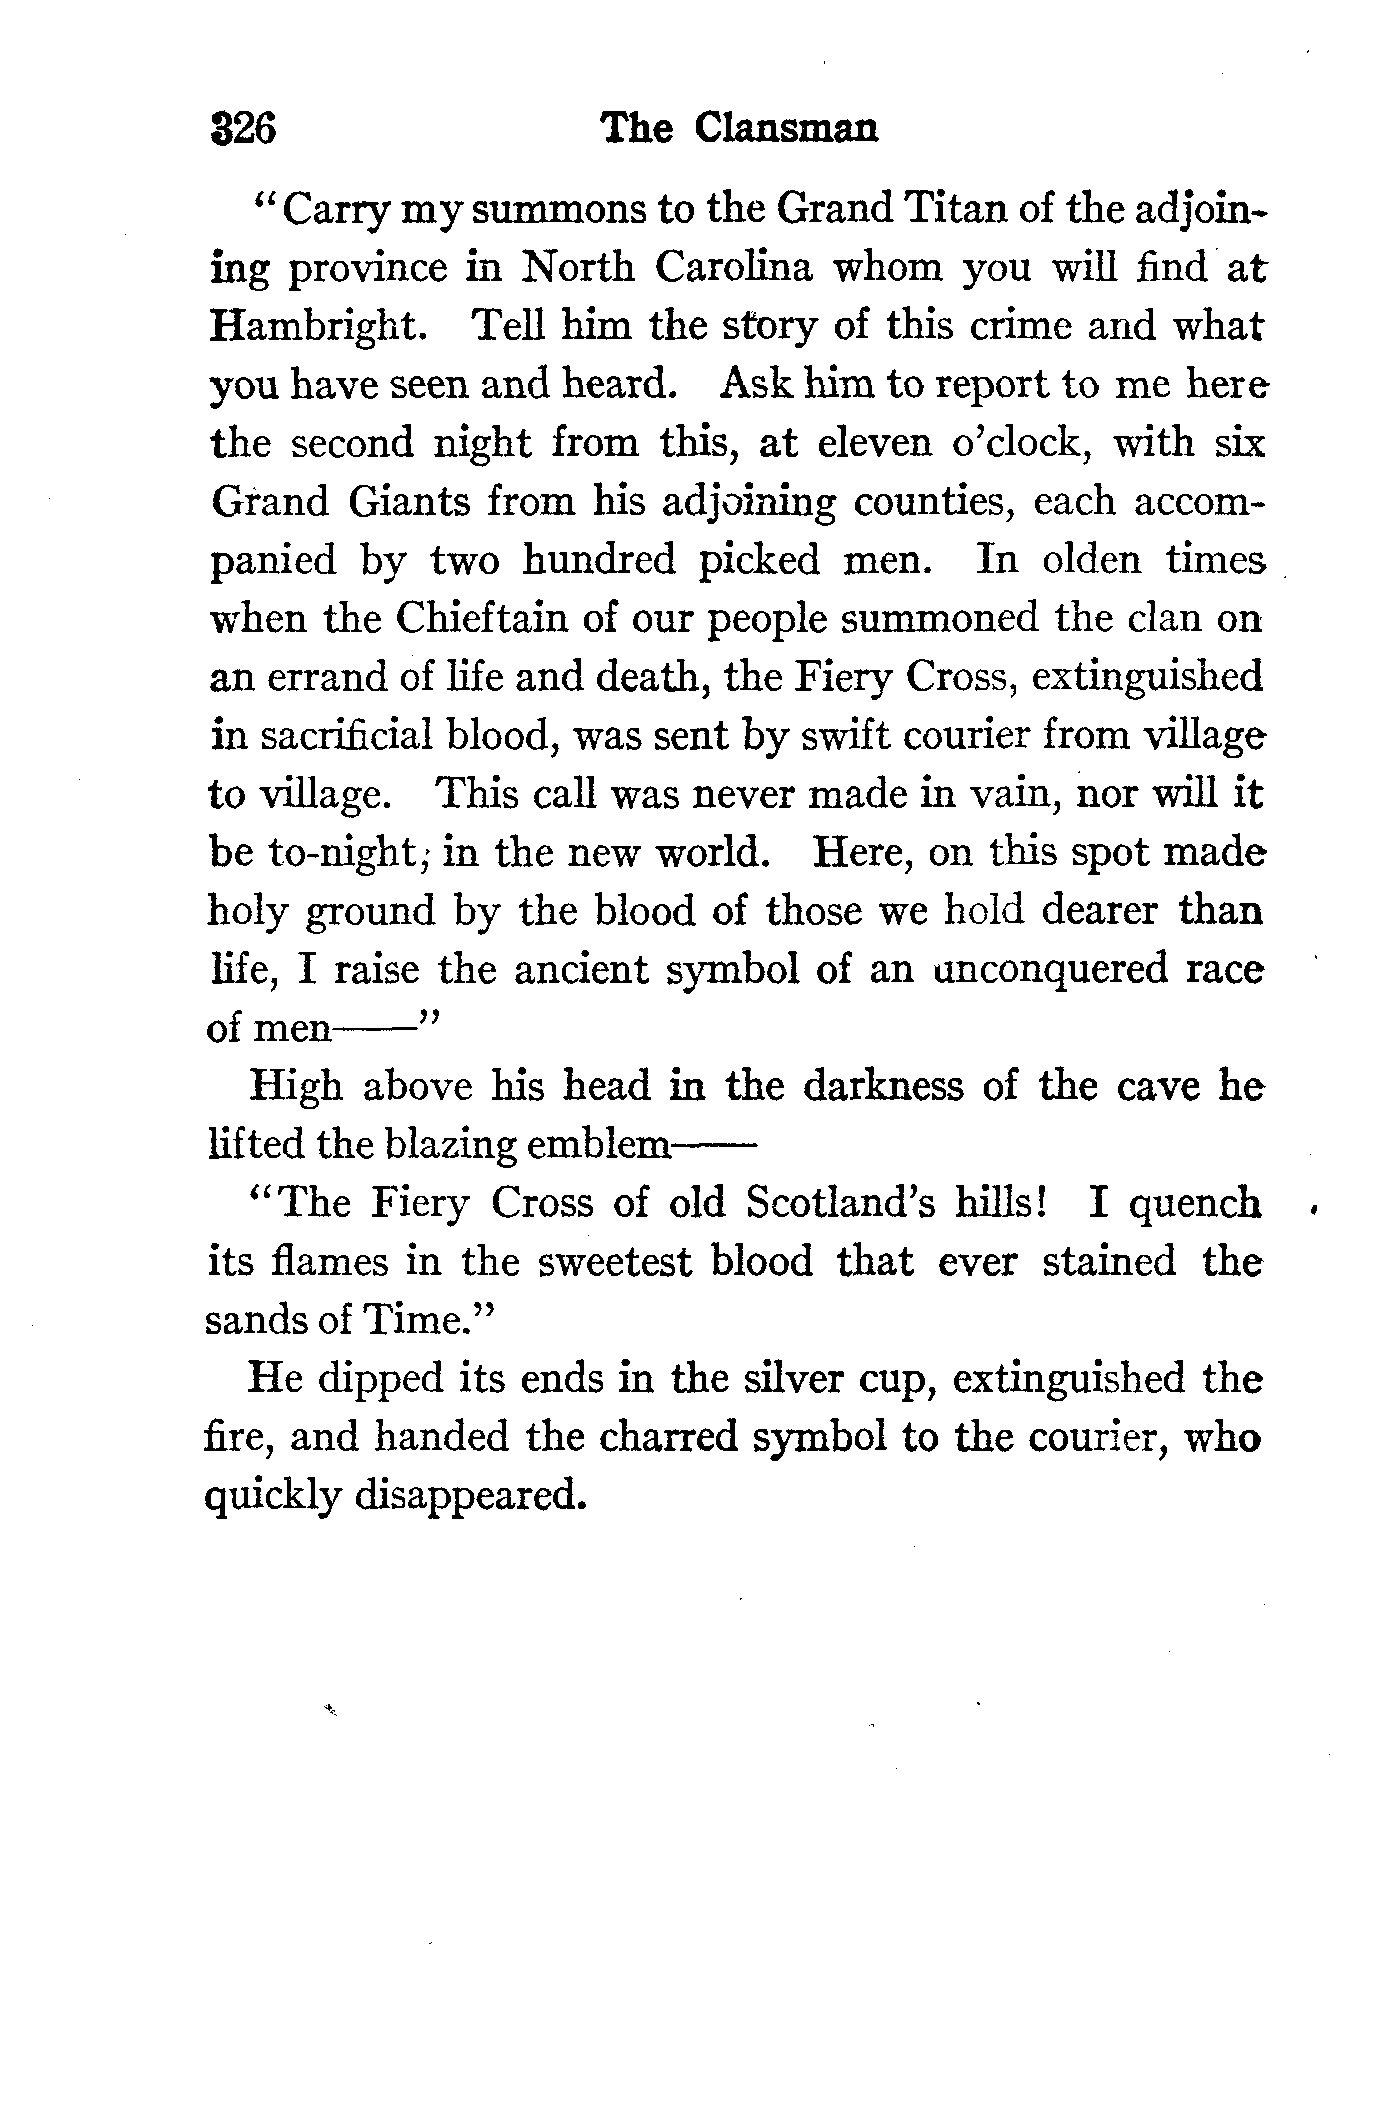 326 The Clansman
“Carry my summons to the Grand Titan of the adjoin-
ing province in North Carolina whom you will find at
Hambright. Tell him the story of this crime and what
you have seen and heard. Ask him to report to me here
the second night from this, at eleven o’clock, with six
Grand Giants from his adjoining counties, each accom-
panied by two hundred picked men. In olden times
when the Chieftain of our people summoned the clan on
an errand of life and death, the Fiery Cross, extinguished
in sacrificial blood, was sent by swift courier from village
to village. This call was never made in vain, nor will it
be to-night, in the new world. Here, on this spot made
holy ground by the blood of those we hold dearer than
life, I raise the ancient symbol of an unconquered race
of men——”
High above his head in the darkness of the cave he
lifted the blazing emblem——
“The Fiery Cross of old Scotland’s hills! I quench
its flames in the sweetest blood that ever stained the
sands of Time.”
He dipped its ends in the silver cup, extinguished the
fire, and handed the charred symbol to the courier, who
quickly disappeared.